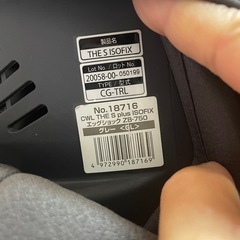 製品名
THE S ISOFIX
Lot No / ロット No
20058-00-050199
TYPE / 型式
CG-TRL
No.18716
CWL THE S plus ISOFIX
エッグショック ZB-750
グレー <GL>
4 972990 187169